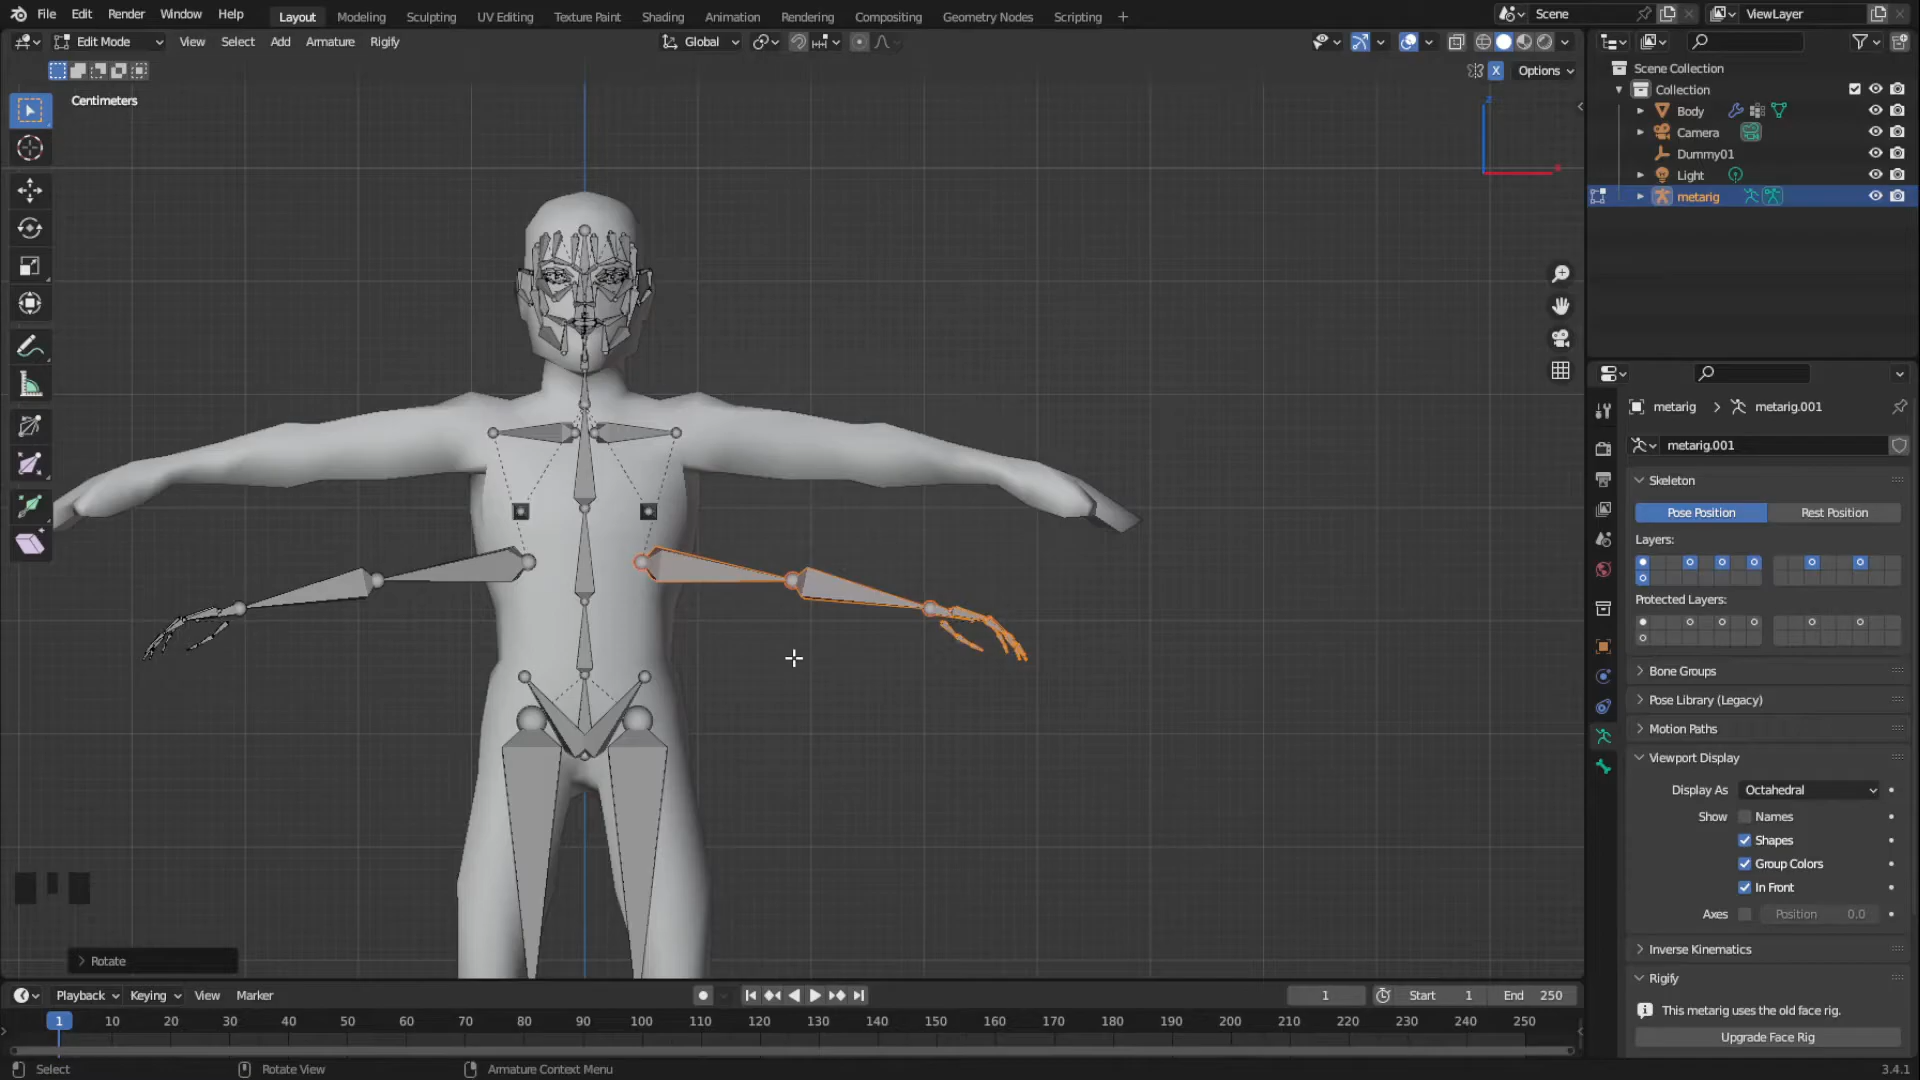 File Edit Render Window Help Layout Modeling Sculpting UV Editing Texture Paint Shading Animation Rendering Compositing Geometry Nodes Scripting + Scene ViewLayer
Edit Mode View Select Add Armature Rigify Global
X Options
Centimeters
z
Scene Collection
Collection
Body
Camera
Dummy01
Light
metarig
metarig > metarig.001
metarig.001
Skeleton
Pose Position Rest Position
Layers:
Protected Layers:
Bone Groups
Pose Library (Legacy)
Motion Paths
Viewport Display
Display As Octahedral
Show Names
Shapes
Group Colors
In Front
Axes Position 0.0
Inverse Kinematics
Rigify
This metarig uses the old face rig.
Upgrade Face Rig
Rotate
Playback Keying View Marker 1 Start 1 End 250
1 10 20 30 40 50 60 70 80 90 100 110 120 130 140 150 160 170 180 190 200 210 220 230 240 250
Select Rotate View Armature Context Menu 3.4.1